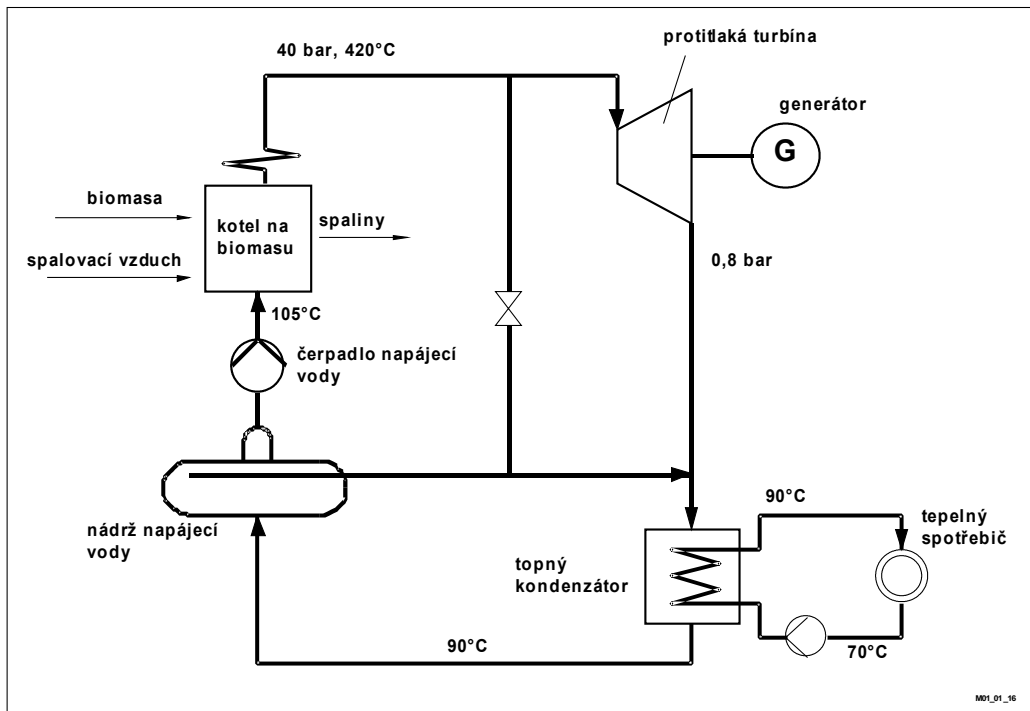 40 bar, 420°C
protitlaká turbína
generátor
G
biomasa
kotel na
biomasu
spaliny
spalovací vzduch
0,8 bar
105°C
čerpadlo napájecí
vody
90°C
tepelný
spotřebič
nádrž napájecí
vody
topný
kondenzátor
90°C
70°C
M01_01_16